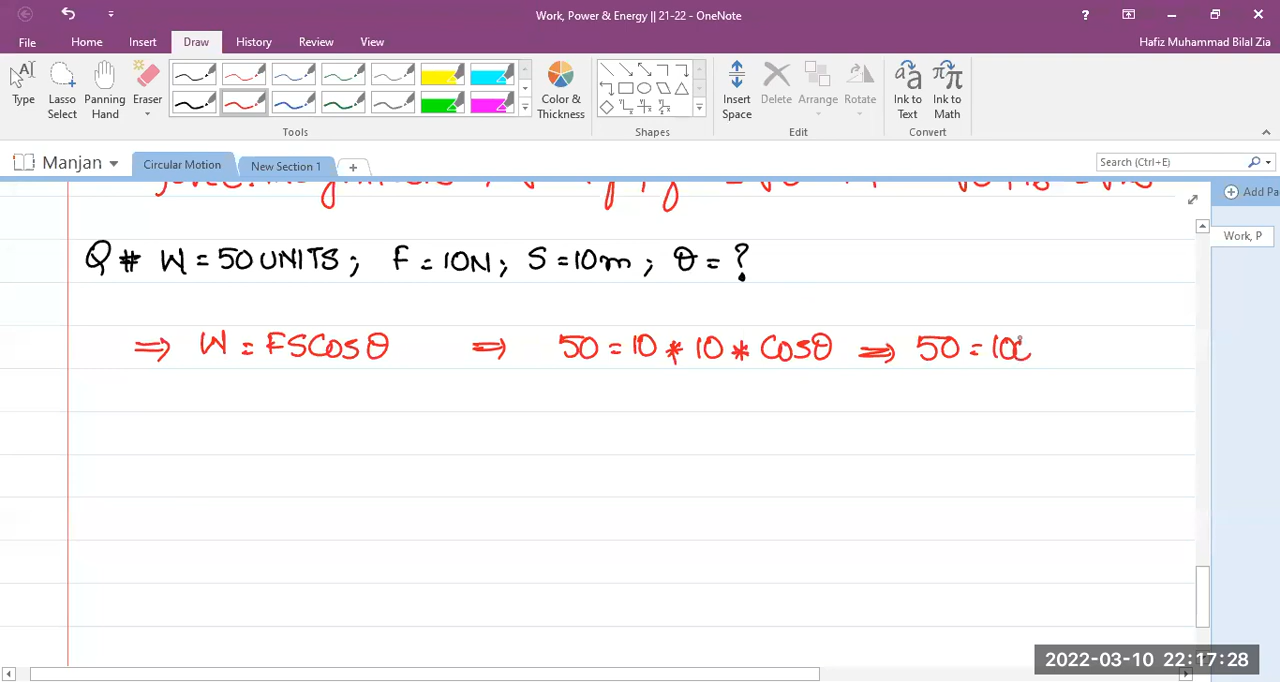 Work, Power & Energy || 21-22 - OneNote
?
File Home Insert Draw History Review View
Hafiz Muhammad Bilal Zia
Type Lasso Select Panning Hand Eraser Color & Thickness Insert Space Delete Arrange Rotate Ink to Text Ink to Math
Tools Shapes Edit Convert
Manjan Circular Motion New Section 1
Search (Ctrl+E)
Add Pa
Work, P
Q # W = 50 UNITS ; F = 10N ; S = 10m ; θ = ?
⇒ W = FSCosθ ⇒ 50 = 10 * 10 * Cosθ ⇒ 50 = 10
2022-03-10 22:17:28